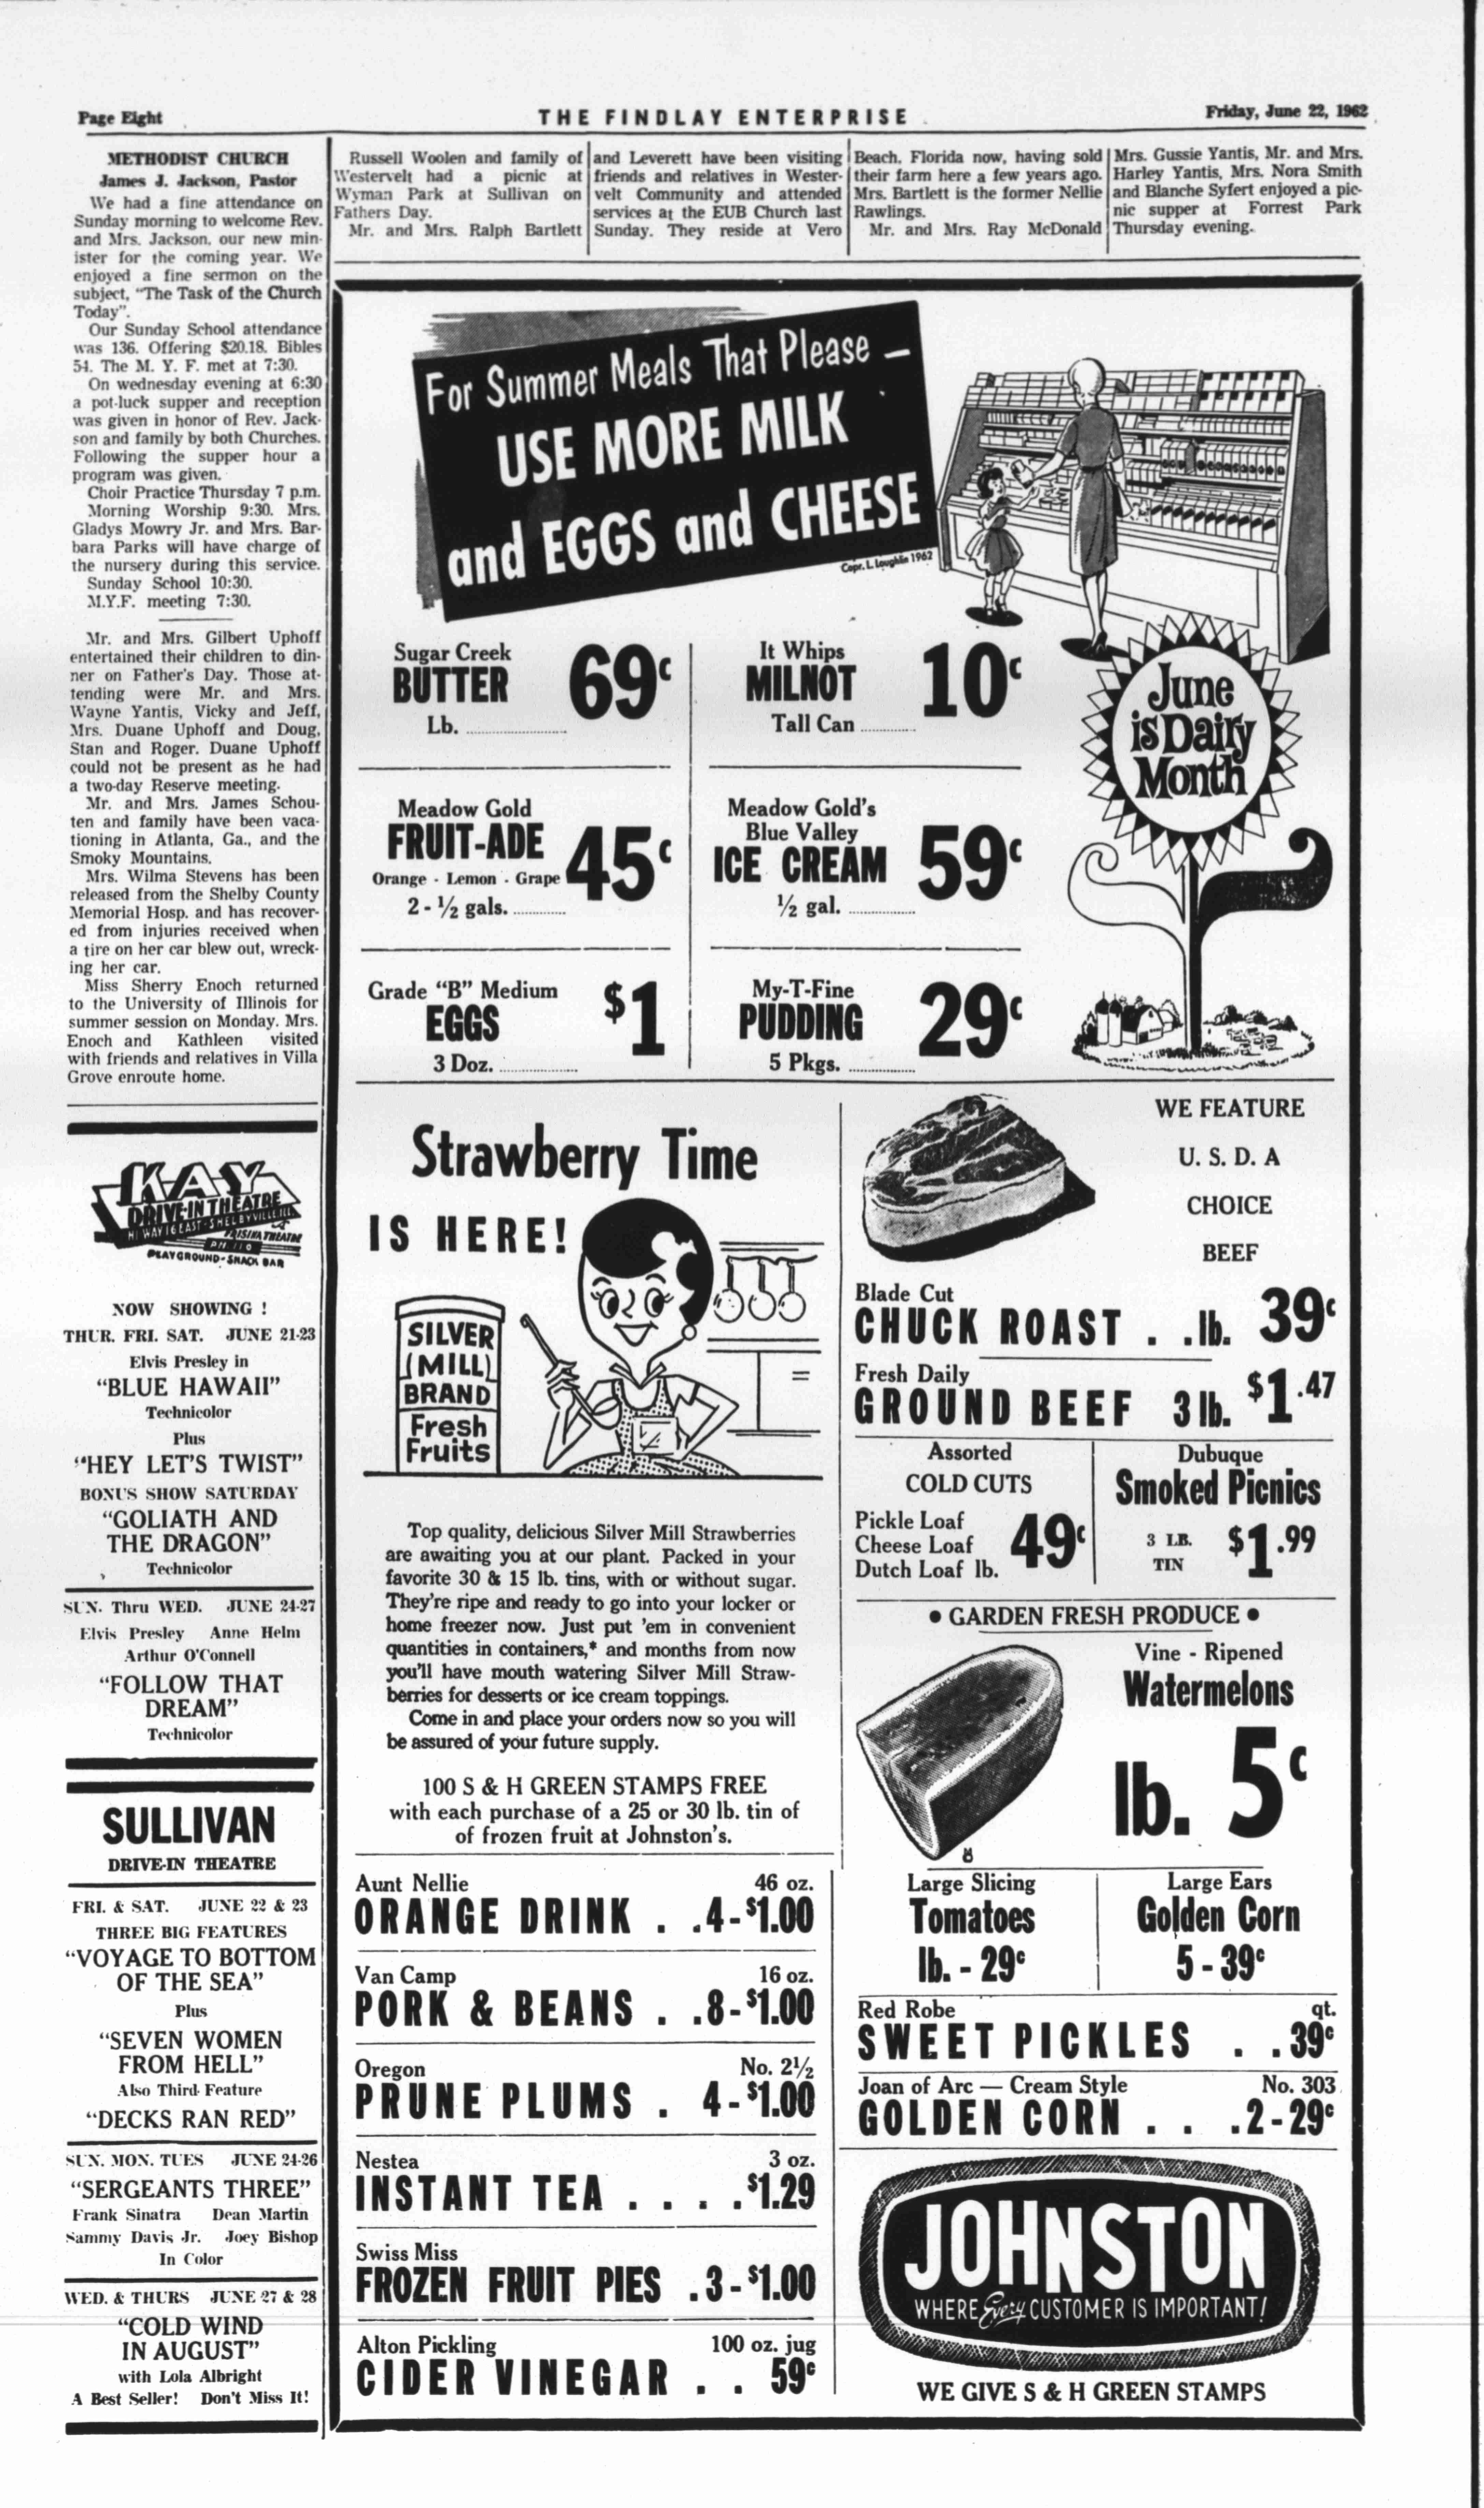 Page Eight
THE FINDLAY ENTERPRISE
Friday, June 22, 1962
METHODIST CHURCH
James J. Jackson, Pastor
We had a fine attendance on
Sunday morning to welcome Rev.
and Mrs. Jackson, our new min-
ister for the coming year. We
enjoyed a fine sermon on the
subject, "The Task of the Church
Today".
Our Sunday School attendance
was 136. Offering $20.18. Bibles
54. The M. Y. F. met at 7:30.
On wednesday evening at 6:30
a pot-luck supper and reception
was given in honor of Rev. Jack-
son and family by both Churches.
Following the supper hour a
program was given.
Choir Practice Thursday 7 p.m.
Morning Worship 9:30. Mrs.
Gladys Mowry Jr. and Mrs. Bar-
bara Parks will have charge of
the nursery during this service.
Sunday School 10:30.
M.Y.F. meeting 7:30.
Mr. and Mrs. Gilbert Uphoff
entertained their children to din-
ner on Father's Day. Those at-
tending were Mr. and Mrs.
Wayne Yantis, Vicky and Jeff,
Mrs. Duane Uphoff and Doug,
Stan and Roger. Duane Uphoff
could not be present as he had
a two-day Reserve meeting.
Mr. and Mrs. James Schou-
ten and family have been vaca-
tioning in Atlanta, Ga., and the
Smoky Mountains.
Mrs. Wilma Stevens has been
released from the Shelby County
Memorial Hosp. and has recover-
ed from injuries received when
a tire on her car blew out, wreck-
ing her car.
Miss Sherry Enoch returned
to the University of Illinois for
summer session on Monday. Mrs.
Enoch and Kathleen visited
with friends and relatives in Villa
Grove enroute home.
KAY
DRIVE-IN THEATRE
HI WAY 16 EAST - SHELBYVILLE ILL
FRISINA THEATRE
PLAYGROUND - SNACK BAR
NOW SHOWING !
THUR. FRI. SAT. JUNE 21-23
Elvis Presley in
"BLUE HAWAII"
Technicolor
Plus
"HEY LET'S TWIST"
BONUS SHOW SATURDAY
"GOLIATH AND
THE DRAGON"
Technicolor
SUN. Thru WED. JUNE 24-27
Elvis Presley Anne Helm
Arthur O'Connell
"FOLLOW THAT
DREAM"
Technicolor
SULLIVAN
DRIVE-IN THEATRE
FRI. & SAT. JUNE 22 & 23
THREE BIG FEATURES
"VOYAGE TO BOTTOM
OF THE SEA"
Plus
"SEVEN WOMEN
FROM HELL"
Also Third Feature
"DECKS RAN RED"
SUN. MON. TUES JUNE 24-26
"SERGEANTS THREE"
Frank Sinatra Dean Martin
Sammy Davis Jr. Joey Bishop
In Color
WED. & THURS JUNE 27 & 28
"COLD WIND
IN AUGUST"
with Lola Albright
A Best Seller! Don't Miss It!
Russell Woolen and family of
Westervelt had a picnic at
Wyman Park at Sullivan on
Fathers Day.
Mr. and Mrs. Ralph Bartlett
and Leverett have been visiting
friends and relatives in Wester-
velt Community and attended
services at the EUB Church last
Sunday. They reside at Vero
Beach, Florida now, having sold
their farm here a few years ago.
Mrs. Bartlett is the former Nellie
Rawlings.
Mr. and Mrs. Ray McDonald
Mrs. Gussie Yantis, Mr. and Mrs.
Harley Yantis, Mrs. Nora Smith
and Blanche Syfert enjoyed a pic-
nic supper at Forrest Park
Thursday evening.
For Summer Meals That Please —
USE MORE MILK
and EGGS and CHEESE
Copr. L. Loughlin 1962
Sugar Creek
BUTTER 69c
Lb.
It Whips
MILNOT 10c
Tall Can
Meadow Gold
FRUIT-ADE 45c
Orange - Lemon - Grape
2 - ½ gals.
Meadow Gold's
Blue Valley
ICE CREAM 59c
½ gal.
Grade "B" Medium
EGGS $1
3 Doz.
My-T-Fine
PUDDING 29c
5 Pkgs.
June
is Dairy
Month
Strawberry Time
IS HERE!
SILVER
(MILL)
BRAND
Fresh
Fruits
Top quality, delicious Silver Mill Strawberries
are awaiting you at our plant. Packed in your
favorite 30 & 15 lb. tins, with or without sugar.
They're ripe and ready to go into your locker or
home freezer now. Just put 'em in convenient
quantities in containers,* and months from now
you'll have mouth watering Silver Mill Straw-
berries for desserts or ice cream toppings.
Come in and place your orders now so you will
be assured of your future supply.
100 S & H GREEN STAMPS FREE
with each purchase of a 25 or 30 lb. tin of
of frozen fruit at Johnston's.
Aunt Nellie 46 oz.
ORANGE DRINK . .4-$1.00
Van Camp 16 oz.
PORK & BEANS . .8-$1.00
Oregon No. 2½
PRUNE PLUMS . 4-$1.00
Nestea 3 oz.
INSTANT TEA . . . .$1.29
Swiss Miss
FROZEN FRUIT PIES .3-$1.00
Alton Pickling 100 oz. jug
CIDER VINEGAR . . 59c
WE FEATURE
U. S. D. A
CHOICE
BEEF
Blade Cut
CHUCK ROAST . .lb. 39c
Fresh Daily
GROUND BEEF 3 lb. $1.47
Assorted
COLD CUTS
Pickle Loaf
Cheese Loaf
Dutch Loaf lb. 49c
Dubuque
Smoked Picnics
3 LB.
TIN
$1.99
• GARDEN FRESH PRODUCE •
Vine - Ripened
Watermelons
lb. 5c
Large Slicing
Tomatoes
lb. - 29c
Large Ears
Golden Corn
5 - 39c
Red Robe qt.
SWEET PICKLES . .39c
Joan of Arc — Cream Style No. 303
GOLDEN CORN . . .2-29c
JOHNSTON
WHERE Every CUSTOMER IS IMPORTANT!
WE GIVE S & H GREEN STAMPS